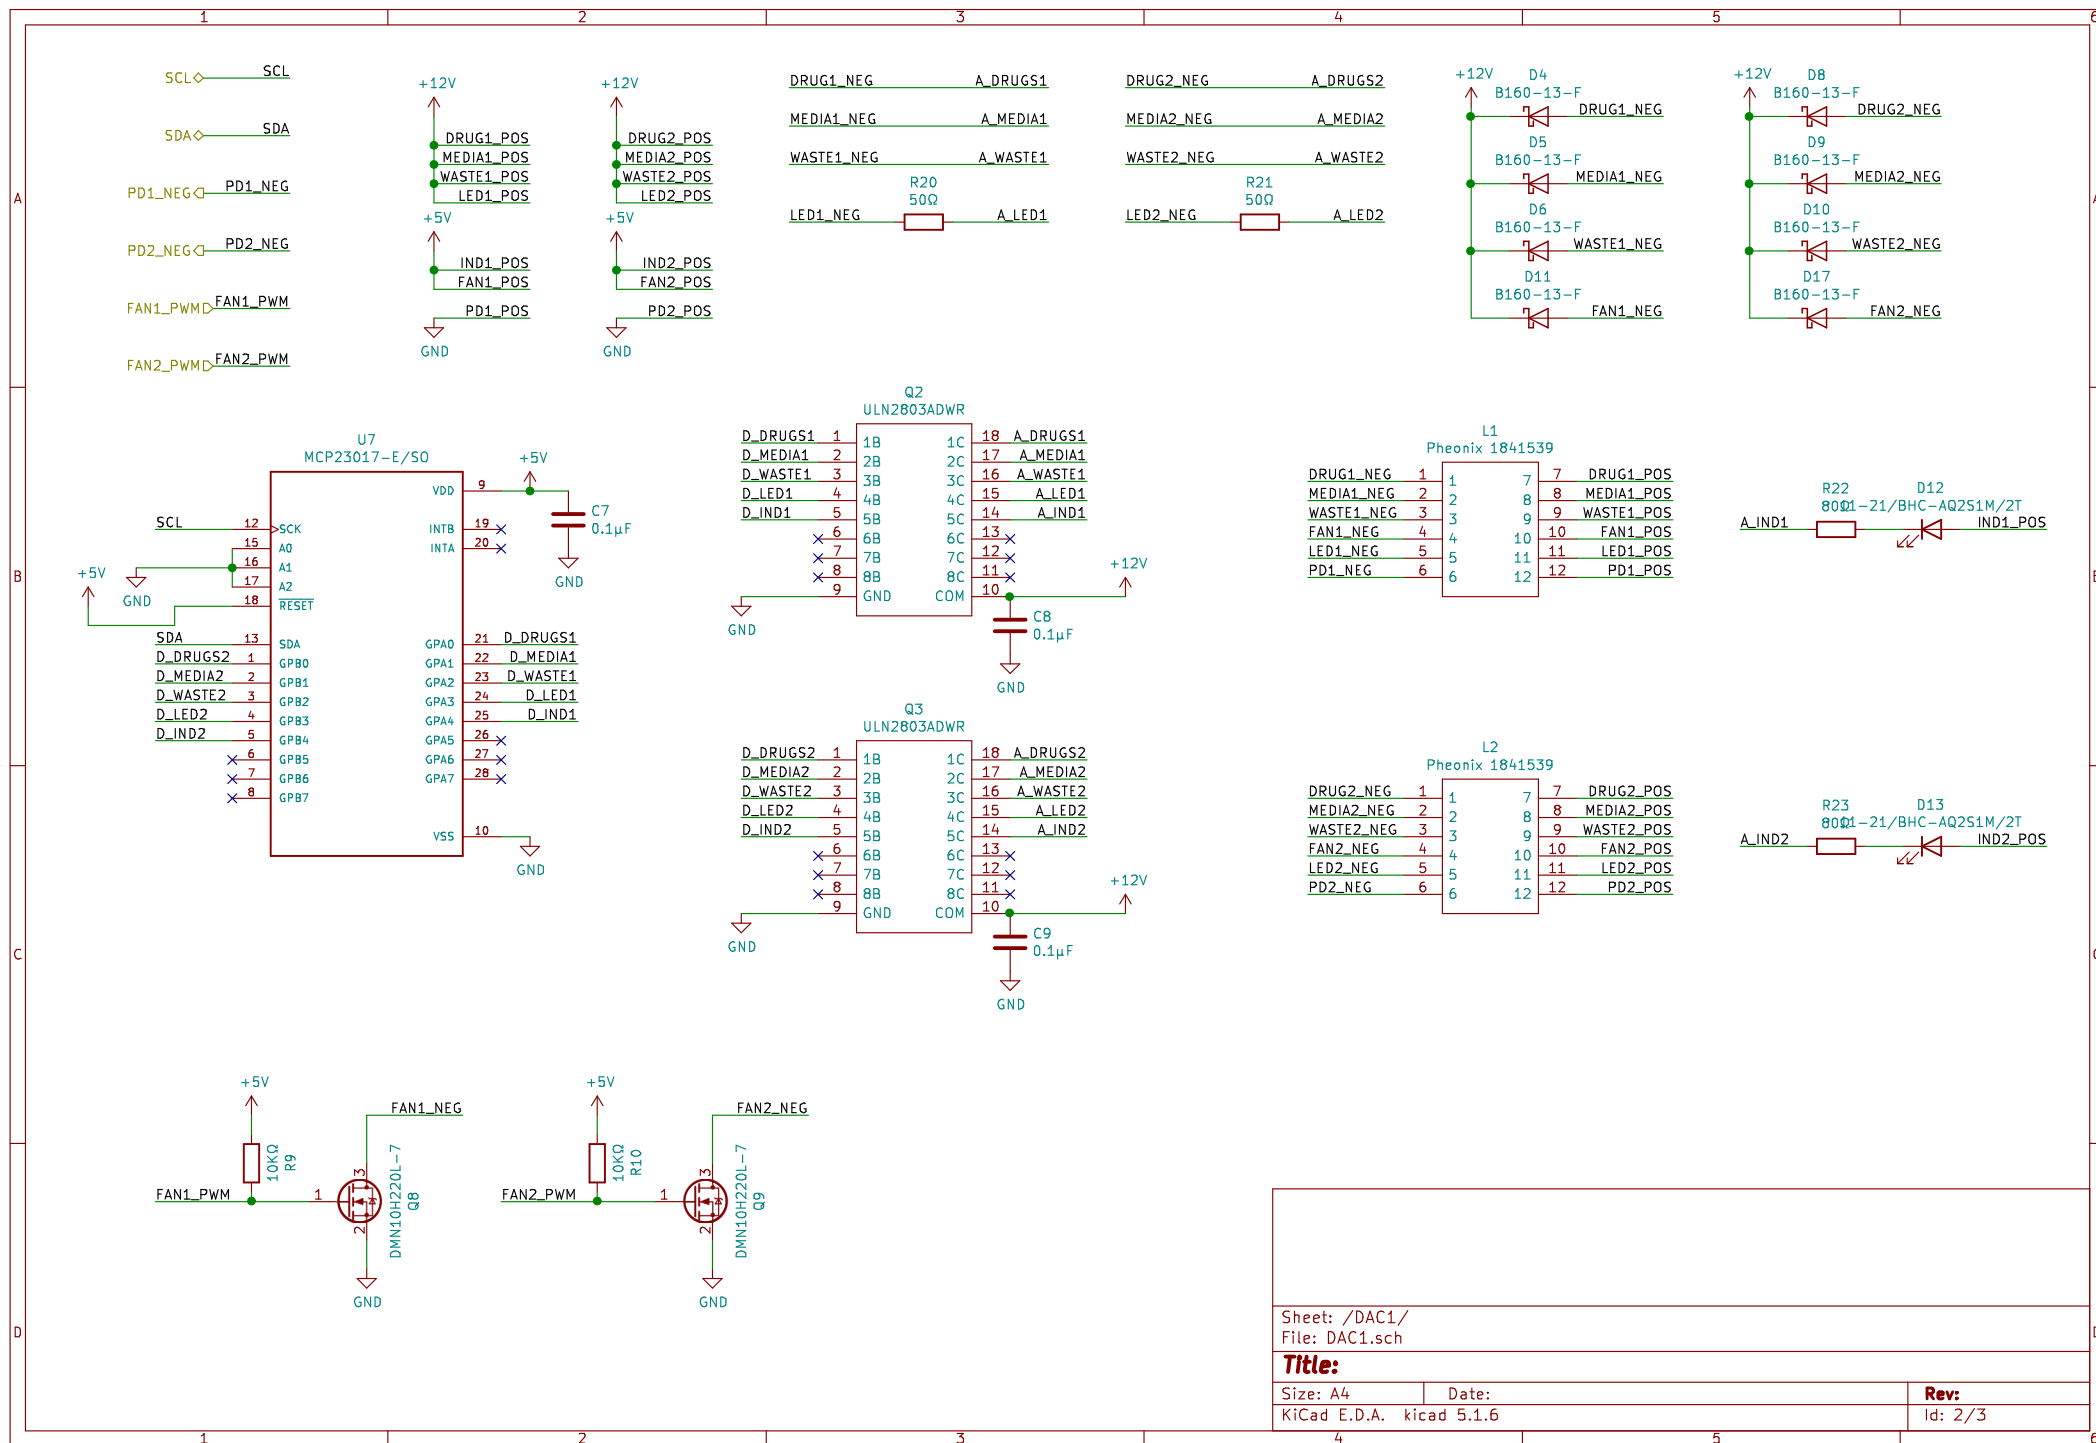 1 2 3 4 5 6
SCL SCL
SDA SDA
PD1_NEG PD1_NEG
PD2_NEG PD2_NEG
FAN1_PWM FAN1_PWM
FAN2_PWM FAN2_PWM
+12V
DRUG1_POS
MEDIA1_POS
WASTE1_POS
LED1_POS
+5V
IND1_POS
FAN1_POS
PD1_POS
GND
+12V
DRUG2_POS
MEDIA2_POS
WASTE2_POS
LED2_POS
+5V
IND2_POS
FAN2_POS
PD2_POS
GND
DRUG1_NEG A_DRUGS1
MEDIA1_NEG A_MEDIA1
WASTE1_NEG A_WASTE1
R20
50Ω
LED1_NEG A_LED1
DRUG2_NEG A_DRUGS2
MEDIA2_NEG A_MEDIA2
WASTE2_NEG A_WASTE2
R21
50Ω
LED2_NEG A_LED2
+12V
D4
B160-13-F
DRUG1_NEG
D5
B160-13-F
MEDIA1_NEG
D6
B160-13-F
WASTE1_NEG
D11
B160-13-F
FAN1_NEG
+12V
D8
B160-13-F
DRUG2_NEG
D9
B160-13-F
MEDIA2_NEG
D10
B160-13-F
WASTE2_NEG
D17
B160-13-F
FAN2_NEG
A
A
U7
MCP23017-E/SO
VDD 9
+5V
C7
0.1µF
GND
SCL 12 SCK
INTB 19
15 A0
INTA 20
16 A1
17 A2
GND
+5V
18 RESET
SDA 13 SDA
D_DRUGS2 1 GPB0
D_MEDIA2 2 GPB1
D_WASTE2 3 GPB2
D_LED2 4 GPB3
D_IND2 5 GPB4
6 GPB5
7 GPB6
8 GPB7
GPA0 21 D_DRUGS1
GPA1 22 D_MEDIA1
GPA2 23 D_WASTE1
GPA3 24 D_LED1
GPA4 25 D_IND1
GPA5 26
GPA6 27
GPA7 28
VSS 10
GND
Q2
ULN2803ADWR
D_DRUGS1 1 1B 1C 18 A_DRUGS1
D_MEDIA1 2 2B 2C 17 A_MEDIA1
D_WASTE1 3 3B 3C 16 A_WASTE1
D_LED1 4 4B 4C 15 A_LED1
D_IND1 5 5B 5C 14 A_IND1
6 6B 6C 13
7 7B 7C 12
8 8B 8C 11
9 GND COM 10
+12V
GND
C8
0.1µF
GND
Q3
ULN2803ADWR
D_DRUGS2 1 1B 1C 18 A_DRUGS2
D_MEDIA2 2 2B 2C 17 A_MEDIA2
D_WASTE2 3 3B 3C 16 A_WASTE2
D_LED2 4 4B 4C 15 A_LED2
D_IND2 5 5B 5C 14 A_IND2
6 6B 6C 13
7 7B 7C 12
8 8B 8C 11
9 GND COM 10
+12V
GND
C9
0.1µF
GND
L1
Pheonix 1841539
DRUG1_NEG 1 1 7 7 DRUG1_POS
MEDIA1_NEG 2 2 8 8 MEDIA1_POS
WASTE1_NEG 3 3 9 9 WASTE1_POS
FAN1_NEG 4 4 10 10 FAN1_POS
LED1_NEG 5 5 11 11 LED1_POS
PD1_NEG 6 6 12 12 PD1_POS
L2
Pheonix 1841539
DRUG2_NEG 1 1 7 7 DRUG2_POS
MEDIA2_NEG 2 2 8 8 MEDIA2_POS
WASTE2_NEG 3 3 9 9 WASTE2_POS
FAN2_NEG 4 4 10 10 FAN2_POS
LED2_NEG 5 5 11 11 LED2_POS
PD2_NEG 6 6 12 12 PD2_POS
R22 D12
A_IND1 IND1_POS
R23 D13
A_IND2 IND2_POS
B
C
C
+5V
10KΩ
R9
FAN1_NEG
FAN1_PWM 1
3
2
DMN10H220L-7
Q8
GND
+5V
10KΩ
R10
FAN2_NEG
FAN2_PWM 1
3
2
DMN10H220L-7
Q9
GND
D
Sheet: /DAC1/
File: DAC1.sch
Title:
Size: A4 Date: Rev:
KiCad E.D.A. kicad 5.1.6 Id: 2/3
1 2 3 4 5 6